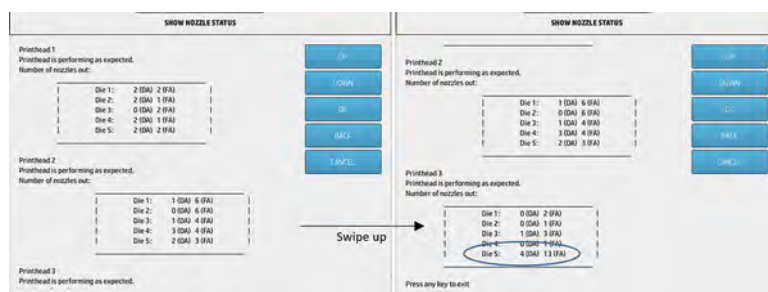 SHOW NOZZLE STATUS
Printhead 1
Printhead is performing as expected.
Number of nozzles out:
Die 1: 2 (DA) 2 (FA)
Die 2: 2 (DA) 1 (FA)
Die 3: 0 (DA) 2 (FA)
Die 4: 2 (DA) 1 (FA)
Die 5: 2 (DA) 2 (FA)
Printhead 2
Printhead is performing as expected.
Number of nozzles out:
Die 1: 1 (DA) 6 (FA)
Die 2: 0 (DA) 6 (FA)
Die 3: 1 (DA) 4 (FA)
Die 4: 3 (DA) 4 (FA)
Die 5: 2 (DA) 3 (FA)
Printhead 3
Printhead is performing as expected.
UP
DOWN
OK
BACK
CANCEL
Swipe up
SHOW NOZZLE STATUS
Printhead 2
Printhead is performing as expected.
Number of nozzles out:
Die 1: 1 (DA) 6 (FA)
Die 2: 0 (DA) 6 (FA)
Die 3: 1 (DA) 4 (FA)
Die 4: 3 (DA) 4 (FA)
Die 5: 2 (DA) 3 (FA)
Printhead 3
Printhead is performing as expected.
Number of nozzles out:
Die 1: 0 (DA) 2 (FA)
Die 2: 0 (DA) 1 (FA)
Die 3: 1 (DA) 3 (FA)
Die 4: 0 (DA) 1 (FA)
Die 5: 4 (DA) 13 (FA)
Press any key to exit
UP
DOWN
OK
BACK
CANCEL